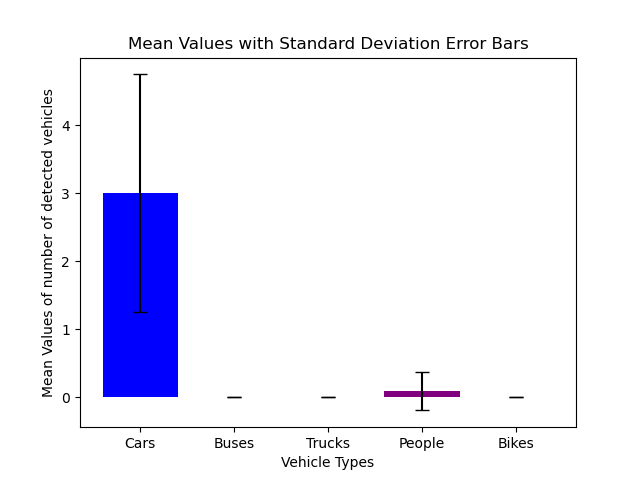 Mean Values with Standard Deviation Error Bars
Mean Values of number of detected vehicles
4
3
2
1
0
Cars Buses Trucks People Bikes
Vehicle Types